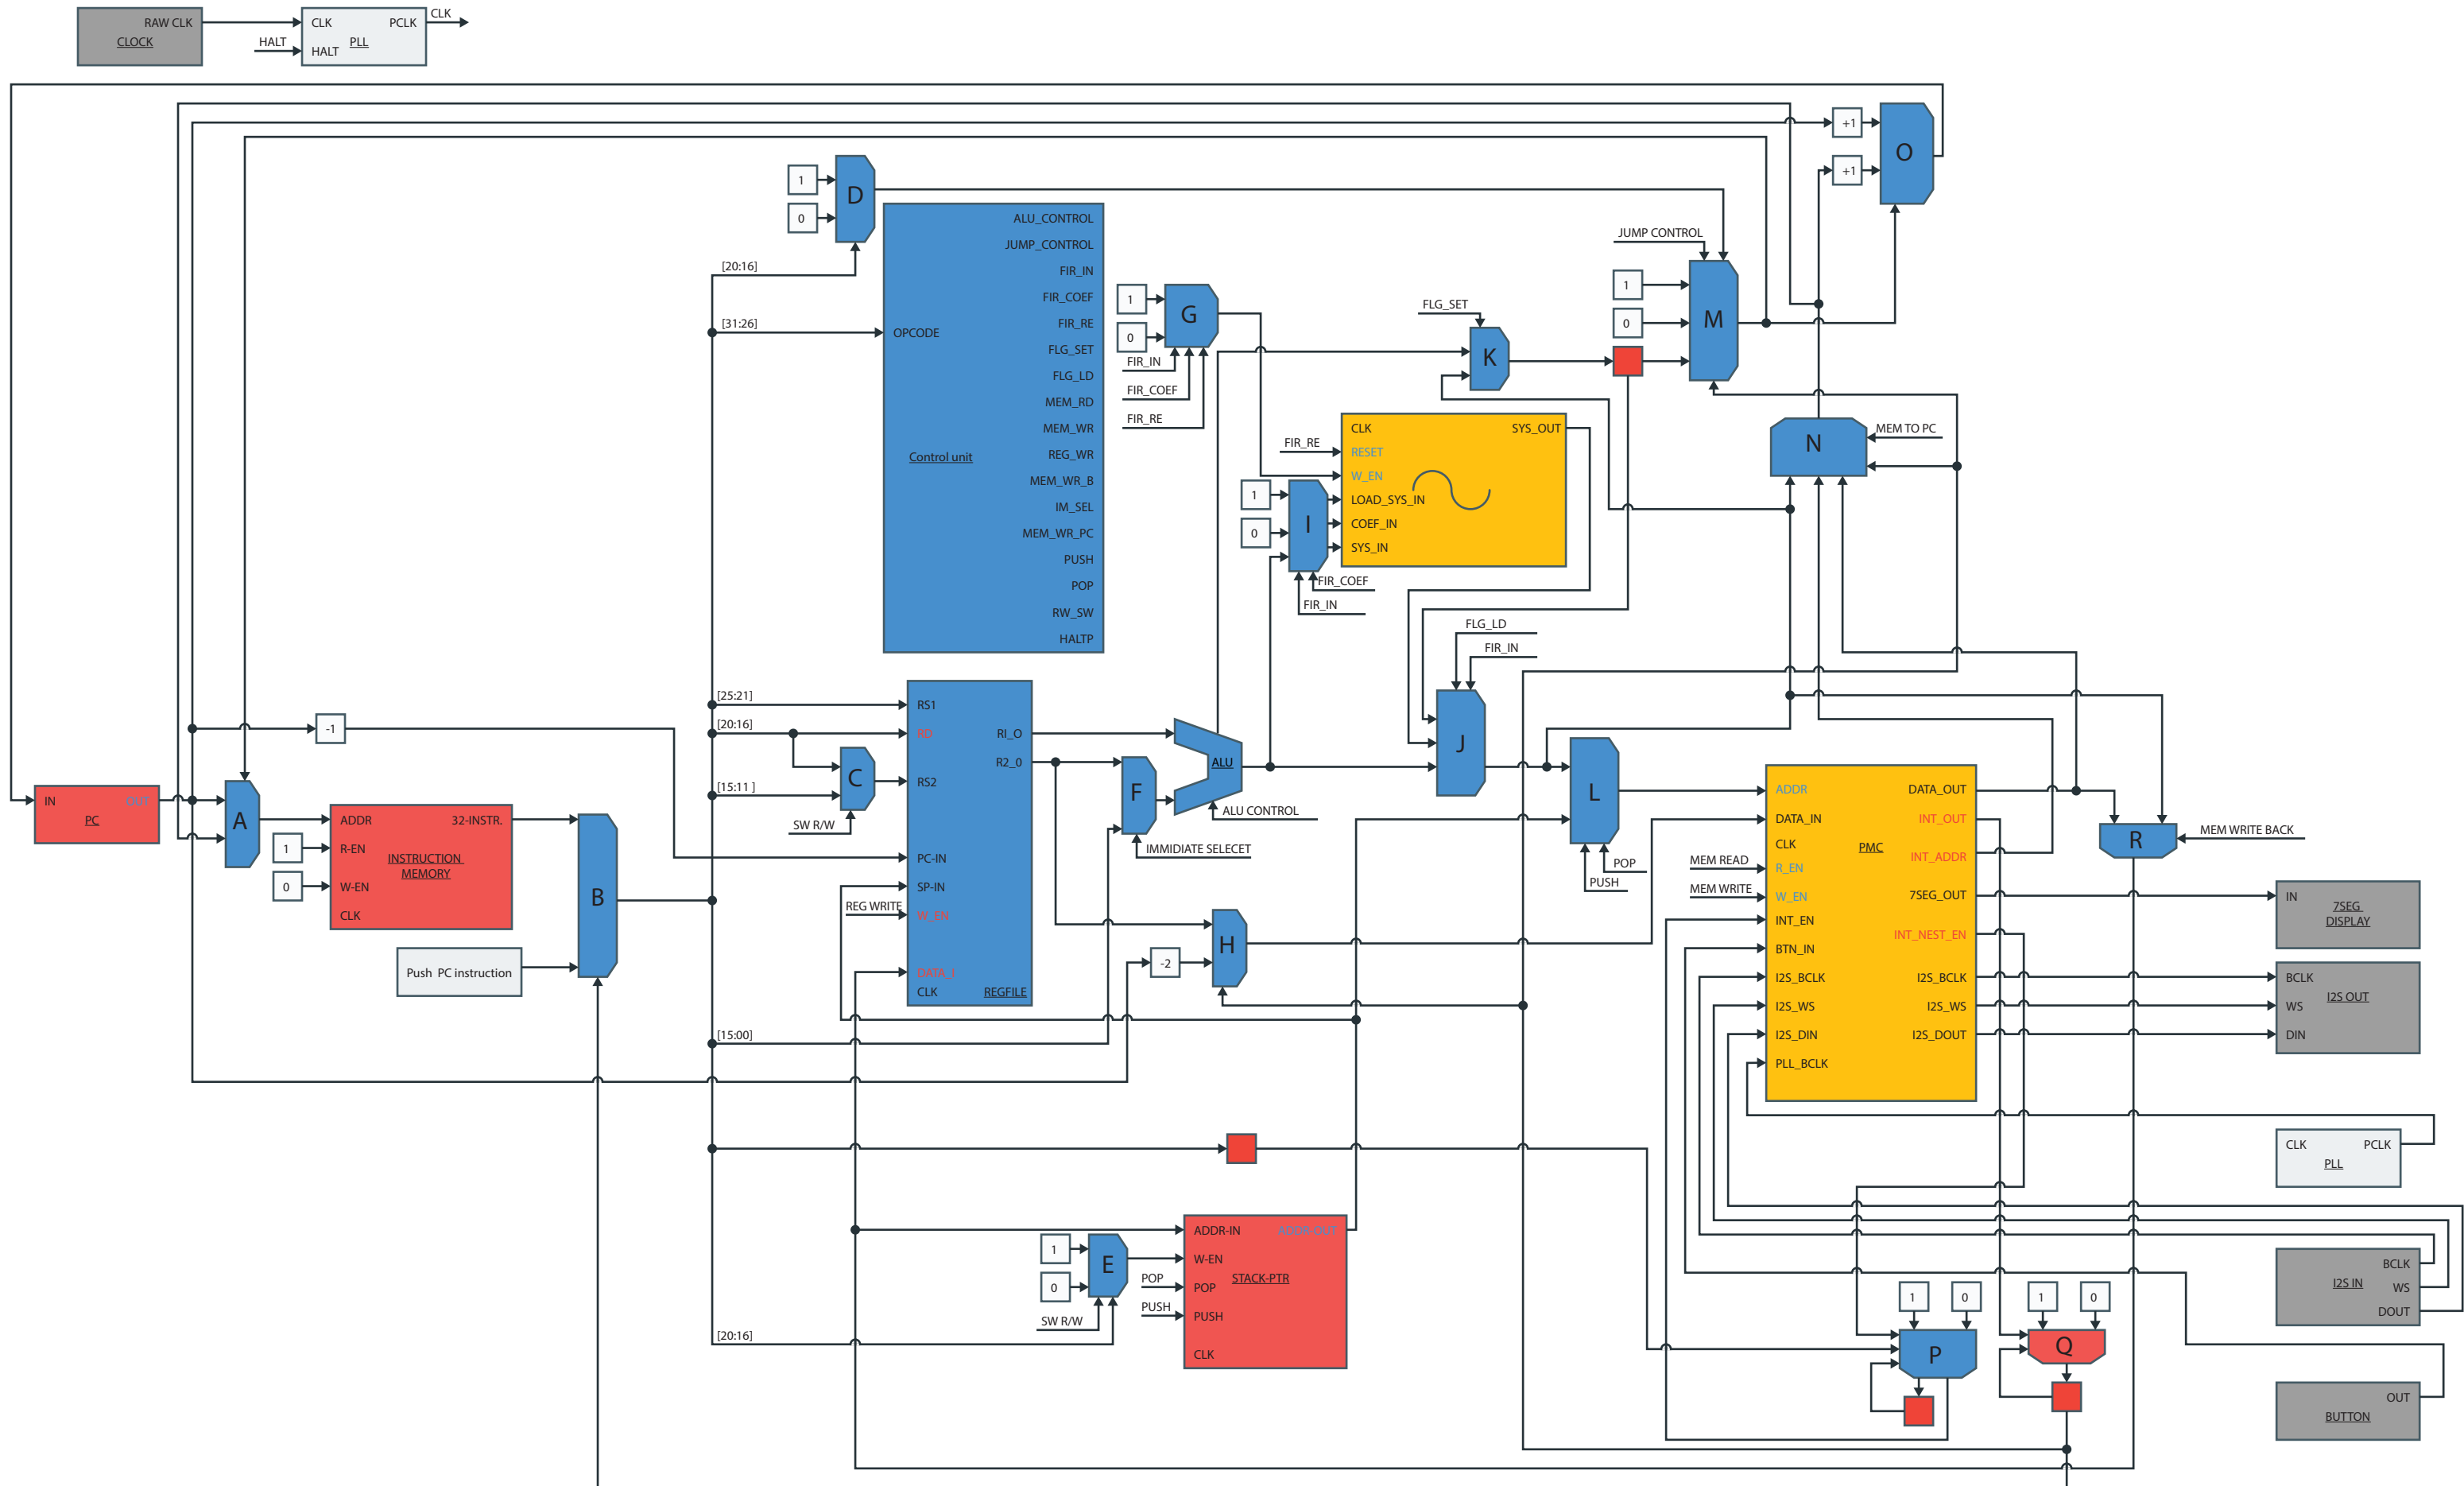 RAW CLK
CLOCK
CLK
PCLK
HALT
PLL
HALT
CLK
+1
O
+1
1
0
D
[20:16]
[31:26]
ALU_CONTROL
JUMP_CONTROL
FIR_IN
FIR_COEF
FIR_RE
OPCODE
FLG_SET
FLG_LD
MEM_RD
MEM_WR
Control unit
REG_WR
MEM_WR_B
IM_SEL
MEM_WR_PC
PUSH
POP
RW_SW
HALTP
1
0
G
FIR_IN
FIR_COEF
FIR_RE
FLG_SET
K
JUMP CONTROL
1
0
M
N
MEM TO PC
CLK
SYS_OUT
FIR_RE
RESET
W_EN
LOAD_SYS_IN
COEF_IN
SYS_IN
1
0
I
FIR_COEF
FIR_IN
FLG_LD
FIR_IN
J
[25:21]
[20:16]
[15:11 ]
C
SW R/W
RS1
RD
RI_O
R2_0
RS2
PC-IN
SP-IN
REG WRITE
W_EN
DATA_I
CLK
REGFILE
F
IMMIDIATE SELECET
ALU
ALU CONTROL
L
POP
PUSH
-1
IN
OUT
PC
A
ADDR
32-INSTR.
1
R-EN
INSTRUCTION
MEMORY
0
W-EN
CLK
B
Push PC instruction
H
-2
[15:00]
ADDR
DATA_OUT
DATA_IN
INT_OUT
CLK
PMC
INT_ADDR
MEM READ
R_EN
MEM WRITE
W_EN
7SEG_OUT
INT_EN
INT_NEST_EN
BTN_IN
I2S_BCLK
I2S_BCLK
I2S_WS
I2S_WS
I2S_DIN
I2S_DOUT
PLL_BCLK
R
MEM WRITE BACK
IN
7SEG
DISPLAY
BCLK
I2S OUT
WS
DIN
CLK
PCLK
PLL
BCLK
I2S IN
WS
DOUT
OUT
BUTTON
1
0
E
SW R/W
[20:16]
ADDR-IN
ADDR-OUT
W-EN
STACK-PTR
POP
POP
PUSH
PUSH
CLK
1
0
P
1
0
Q